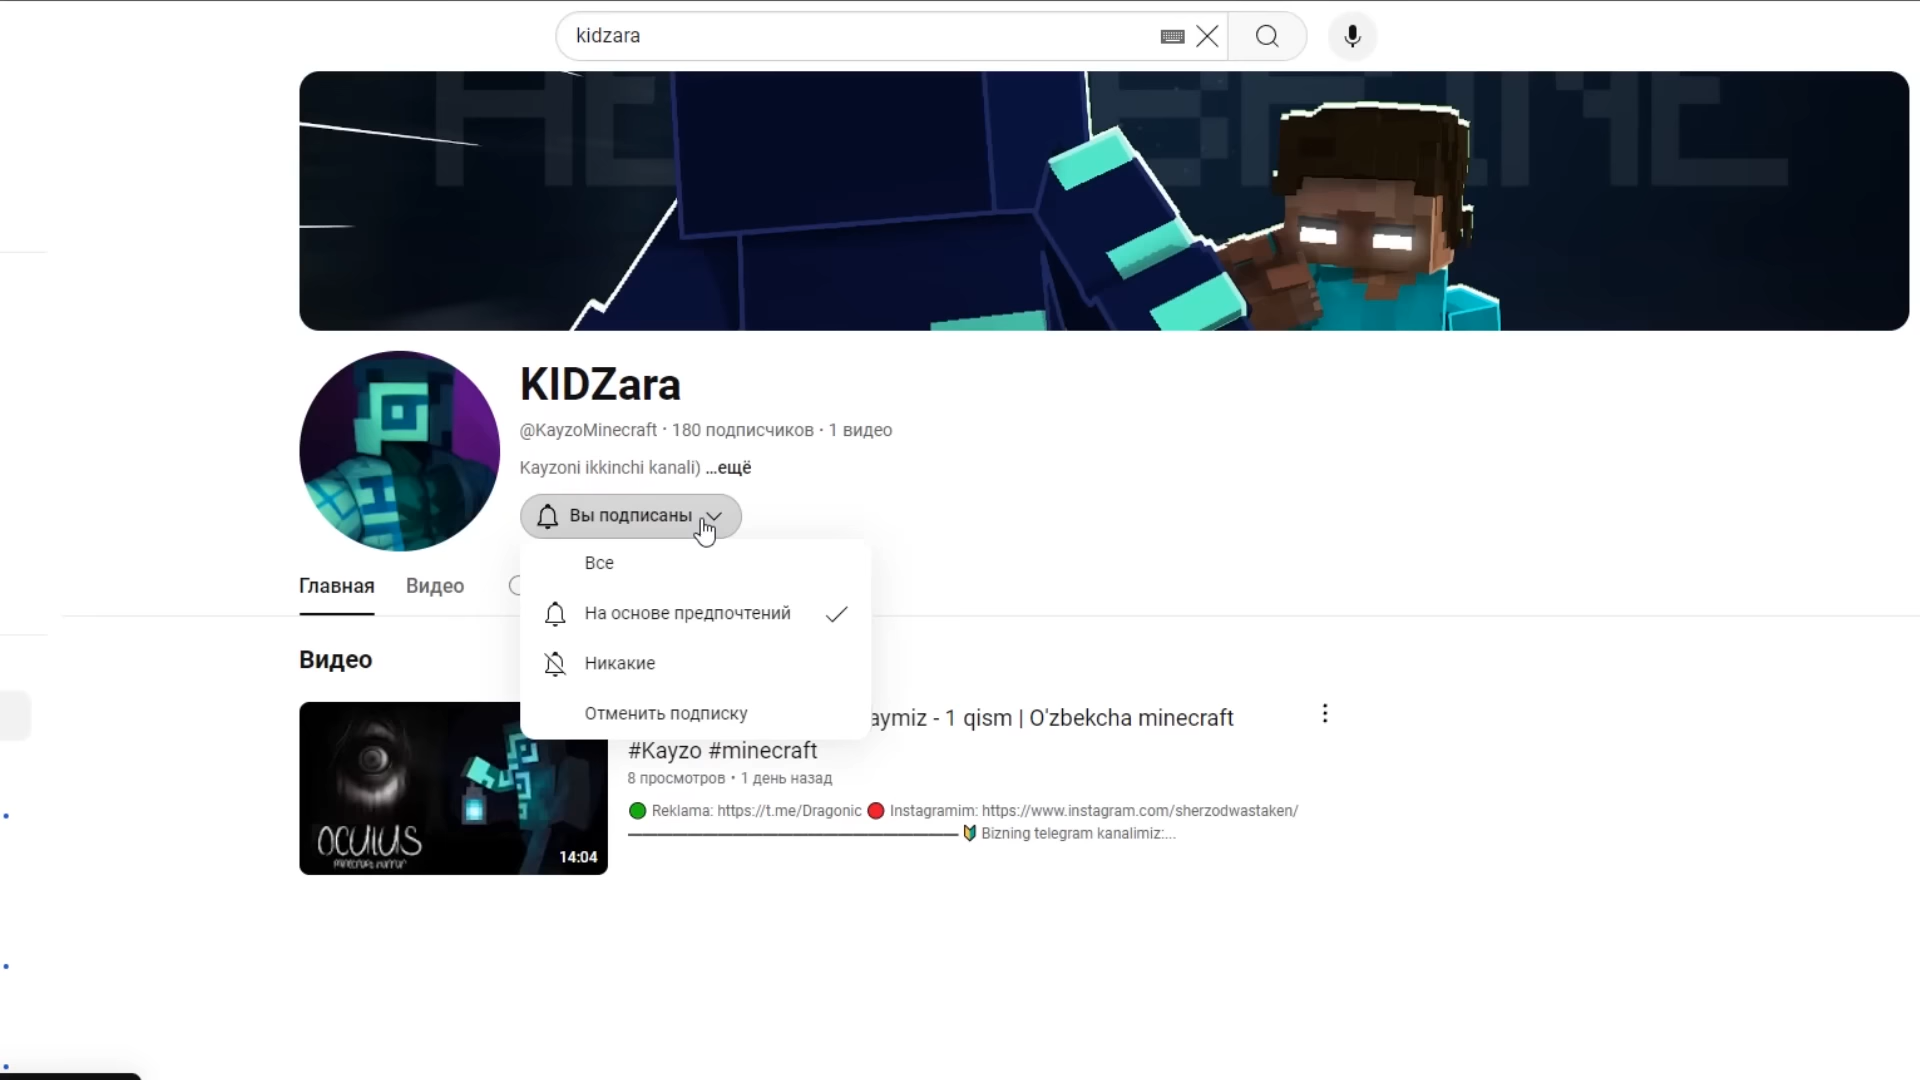 kidzara
KIDZara
@KayzoMinecraft · 180 подписчиков · 1 видео
Kayzoni ikkinchi kanali) ...ещё
Вы подписаны
Все
На основе предпочтений
Никакие
Отменить подписку
Главная Видео
Видео
aymiz - 1 qism | O'zbekcha minecraft
#Kayzo #minecraft
8 просмотров • 1 день назад
🟢 Reklama: https://t.me/Dragonic 🔴 Instagramim: https://www.instagram.com/sherzodwastaken/
🔰 Bizning telegram kanalimiz:...
OCUlUS
14:04